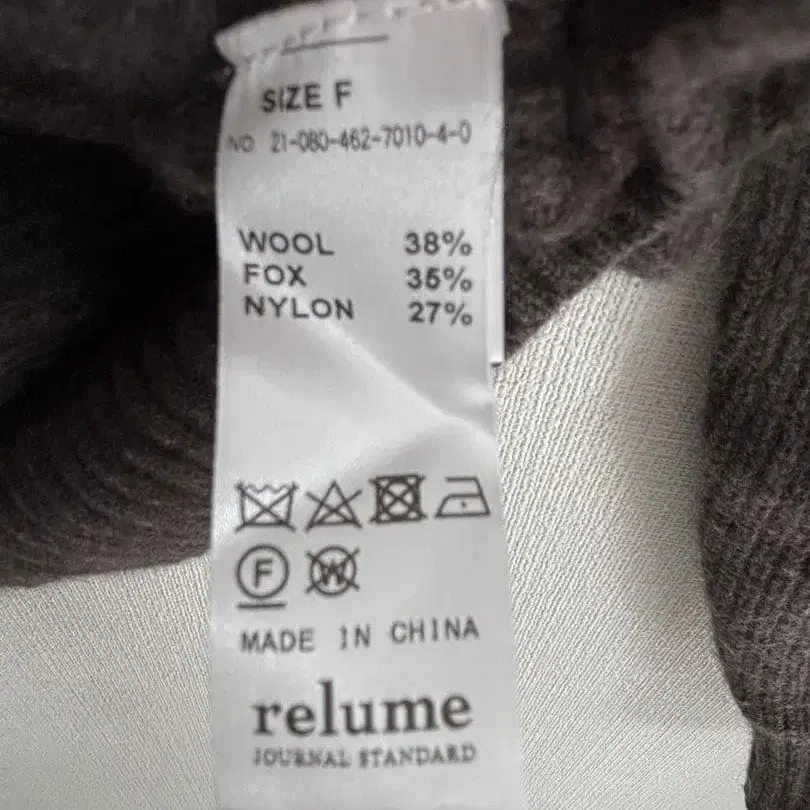 SIZE F
NO 21-080-462-7010-4-0
WOOL 38%
FOX 35%
NYLON 27%
F W
MADE IN CHINA
relume
JOURNAL STANDARD